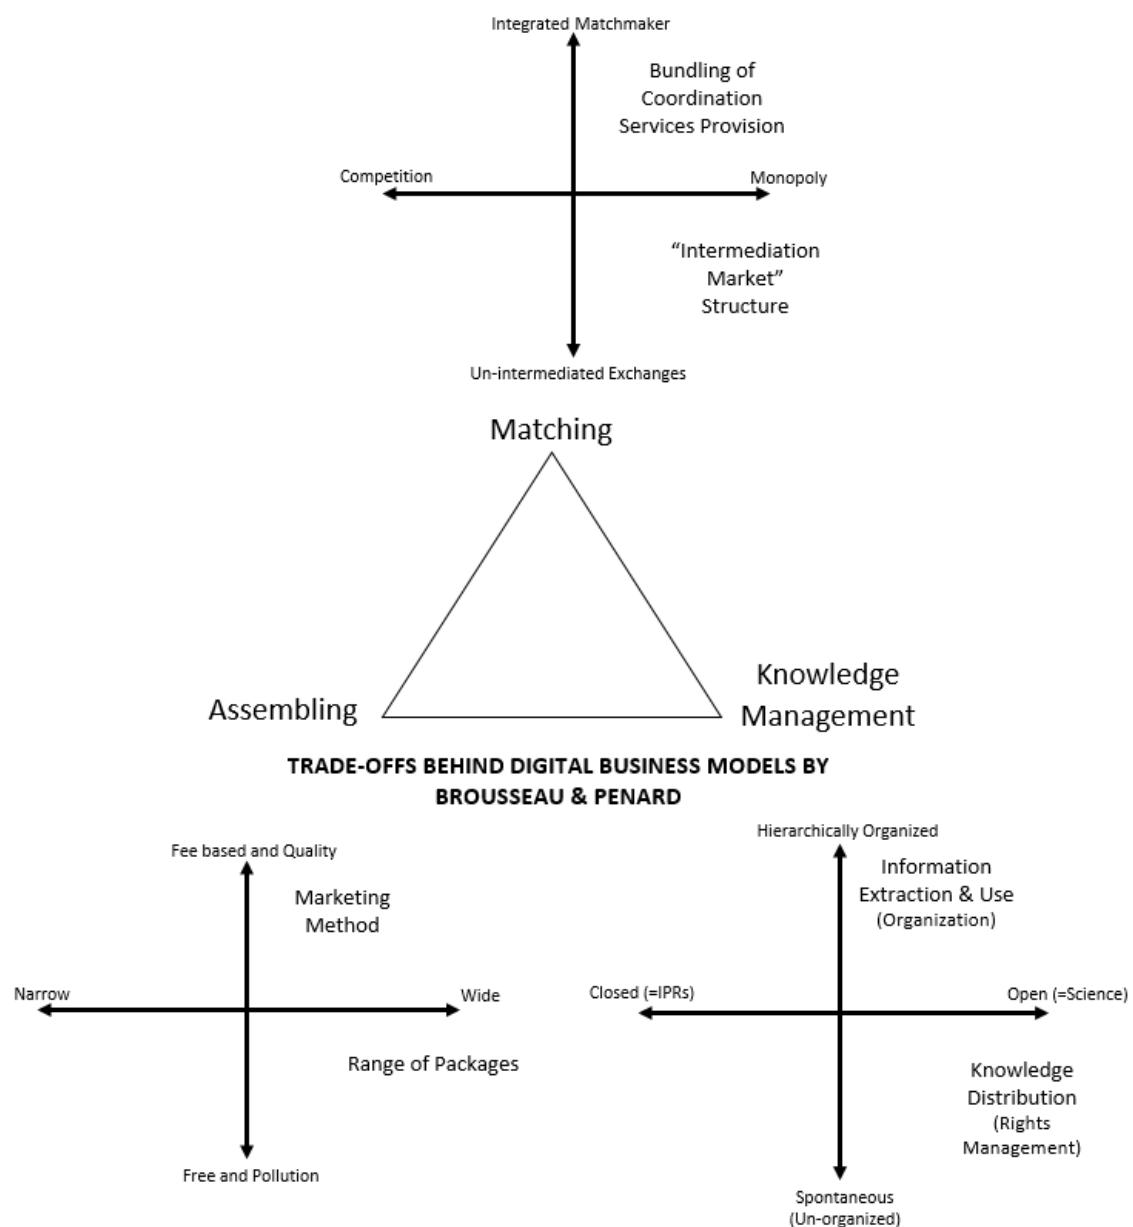 Integrated Matchmaker
Bundling of
Coordination
Services Provision
Competition
Monopoly
“Intermediation
Market”
Structure
Un-intermediated Exchanges
Matching
Assembling
Knowledge
Management
TRADE-OFFS BEHIND DIGITAL BUSINESS MODELS BY
BROUSSEAU & PENARD
Fee based and Quality
Marketing
Method
Narrow
Wide
Range of Packages
Free and Pollution
Hierarchically Organized
Information
Extraction & Use
(Organization)
Closed (=IPRs)
Open (=Science)
Knowledge
Distribution
(Rights
Management)
Spontaneous
(Un-organized)